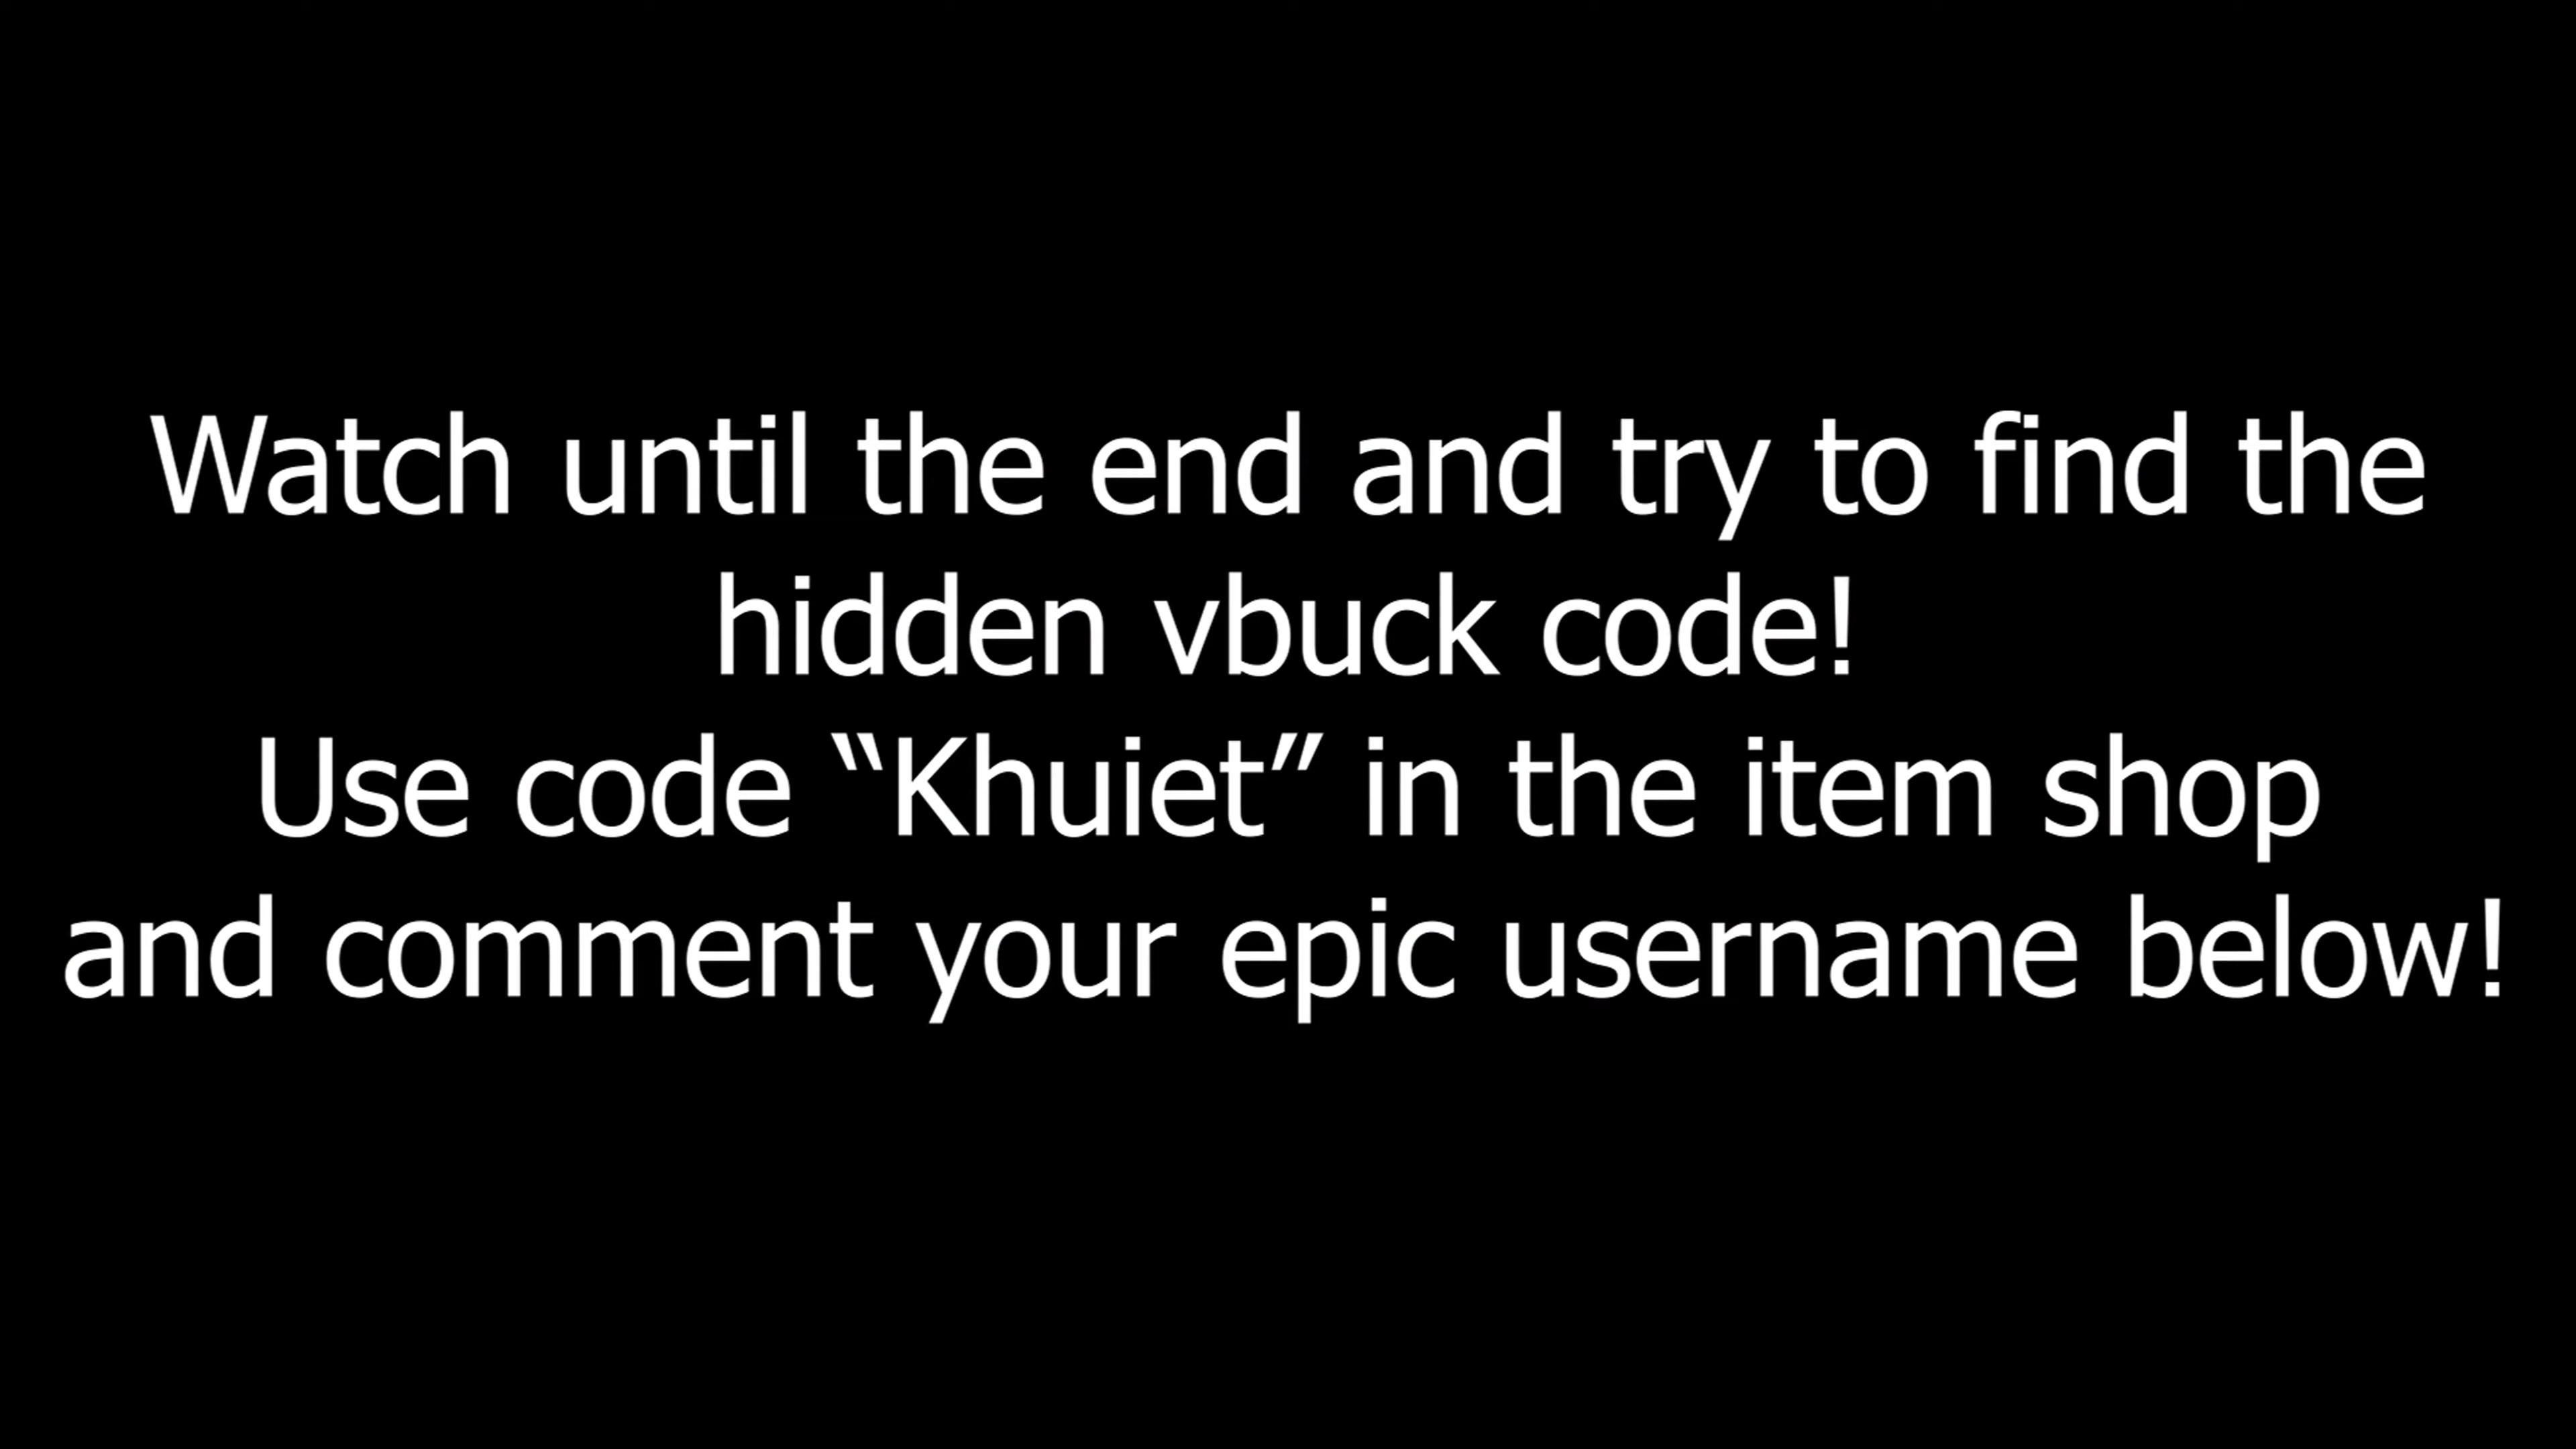 Watch until the end and try to find the
hidden vbuck code!
Use code “Khuiet” in the item shop
and comment your epic username below!